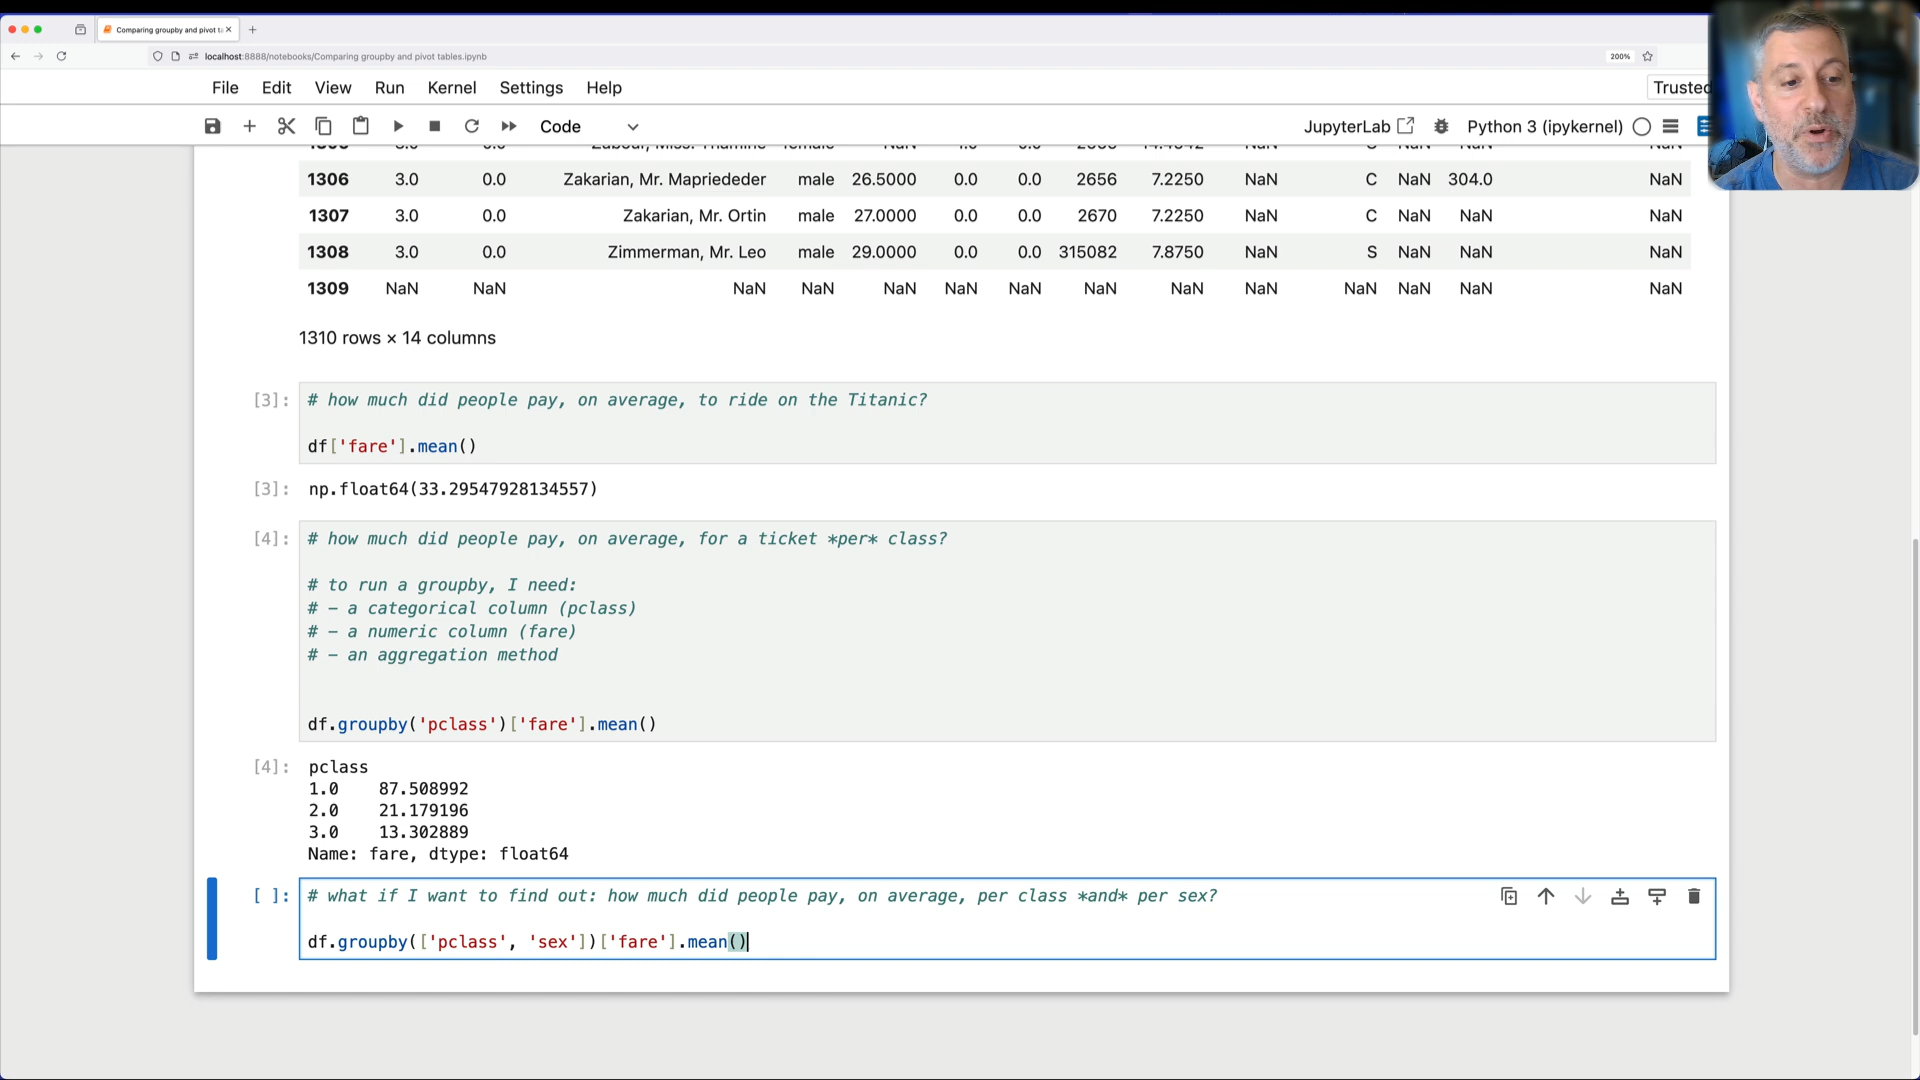 Comparing groupby and pivot ta
localhost:8888/notebooks/Comparing groupby and pivot tables.ipynb
200%
File Edit View Run Kernel Settings Help
Trusted
Code
JupyterLab
Python 3 (ipykernel)
1306 3.0 0.0 Zakarian, Mr. Mapriededer male 26.5000 0.0 0.0 2656 7.2250 NaN C NaN 304.0 NaN
1307 3.0 0.0 Zakarian, Mr. Ortin male 27.0000 0.0 0.0 2670 7.2250 NaN C NaN NaN NaN
1308 3.0 0.0 Zimmerman, Mr. Leo male 29.0000 0.0 0.0 315082 7.8750 NaN S NaN NaN NaN
1309 NaN NaN NaN NaN NaN NaN NaN NaN NaN NaN NaN NaN NaN NaN
1310 rows × 14 columns
[3]: # how much did people pay, on average, to ride on the Titanic?
df['fare'].mean()
[3]: np.float64(33.29547928134557)
[4]: # how much did people pay, on average, for a ticket *per* class?
# to run a groupby, I need:
# - a categorical column (pclass)
# - a numeric column (fare)
# - an aggregation method
df.groupby('pclass')['fare'].mean()
[4]: pclass
1.0 87.508992
2.0 21.179196
3.0 13.302889
Name: fare, dtype: float64
[ ]: # what if I want to find out: how much did people pay, on average, per class *and* per sex?
df.groupby(['pclass', 'sex'])['fare'].mean()